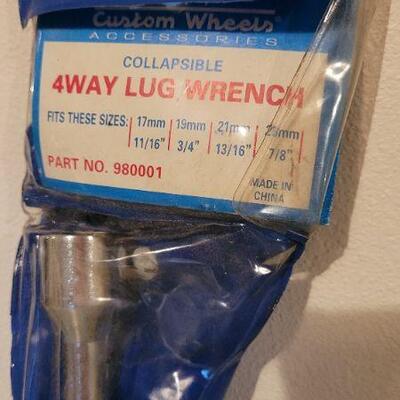 Custom Wheels®
ACCESSORIES
COLLAPSIBLE
4WAY LUG WRENCH
FITS THESE SIZES: 17mm 19mm 21mm 23mm
11/16" 3/4" 13/16" 7/8"
PART NO. 980001
MADE IN
CHINA